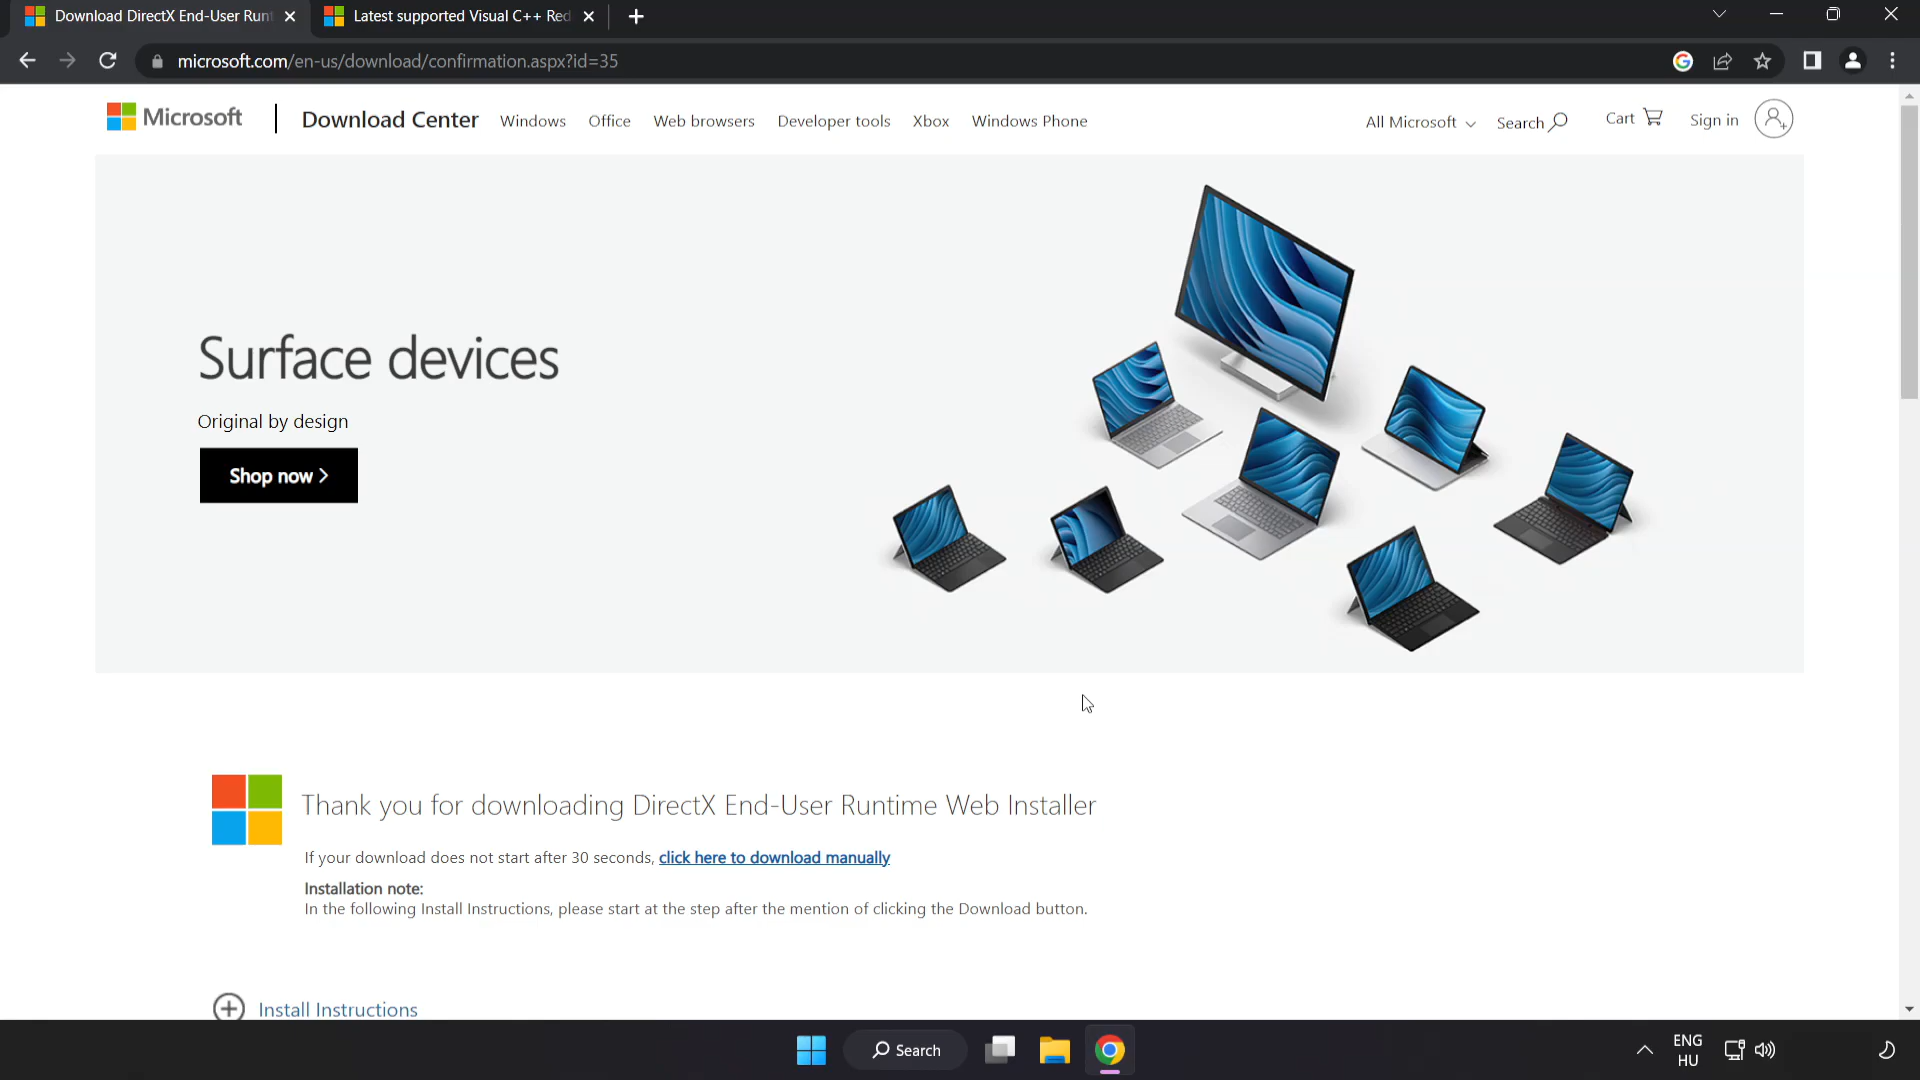 Download DirectX End-User Runt
Latest supported Visual C++ Red
microsoft.com/en-us/download/confirmation.aspx?id=35
Microsoft
Download Center
Windows
Office
Web browsers
Developer tools
Xbox
Windows Phone
All Microsoft
Search
Cart
Sign in
Surface devices
Original by design
Shop now
Thank you for downloading DirectX End-User Runtime Web Installer
If your download does not start after 30 seconds, click here to download manually
Installation note:
In the following Install Instructions, please start at the step after the mention of clicking the Download button.
Install Instructions
Search
ENG
HU